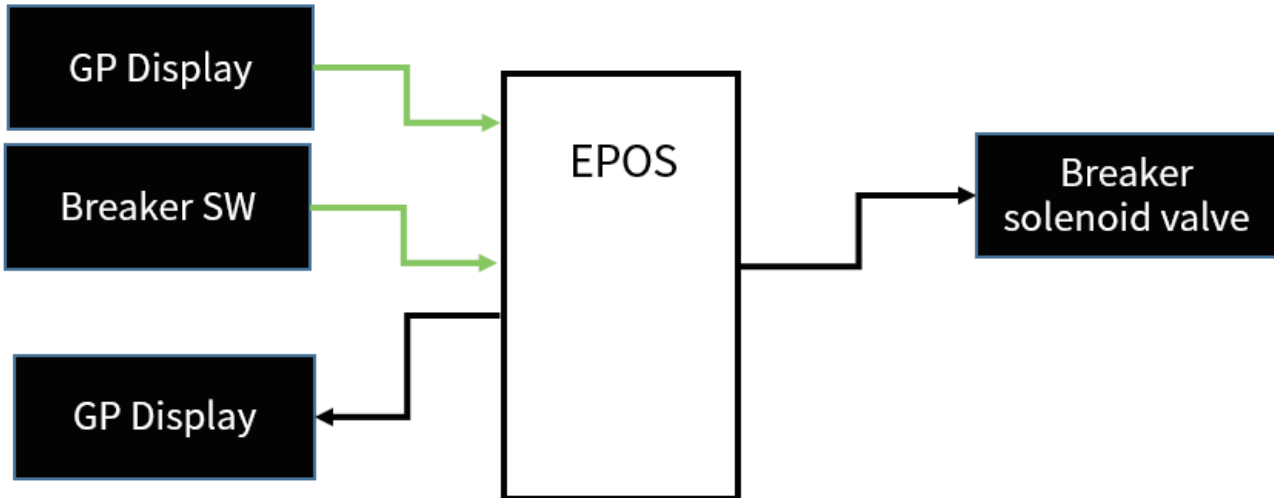 GP Display
Breaker SW
GP Display
EPOS
Breaker
solenoid valve